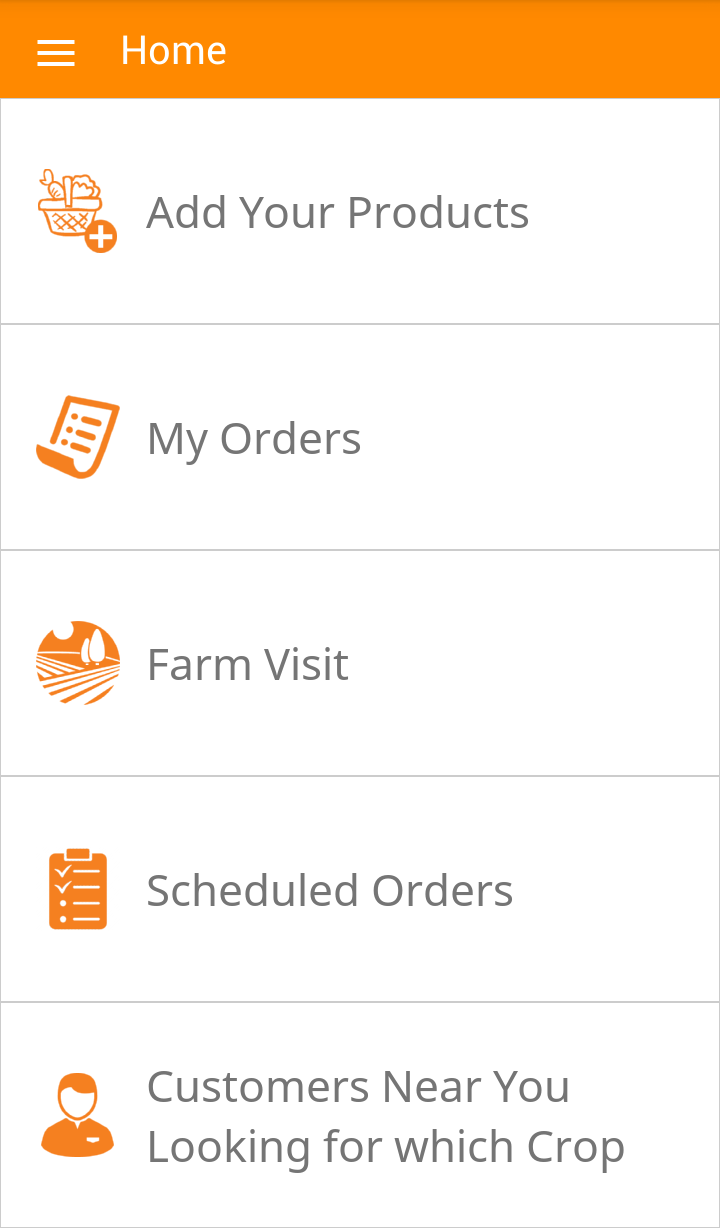 Home
Add Your Products
My Orders
Farm Visit
Scheduled Orders
Customers Near You
Looking for which Crop